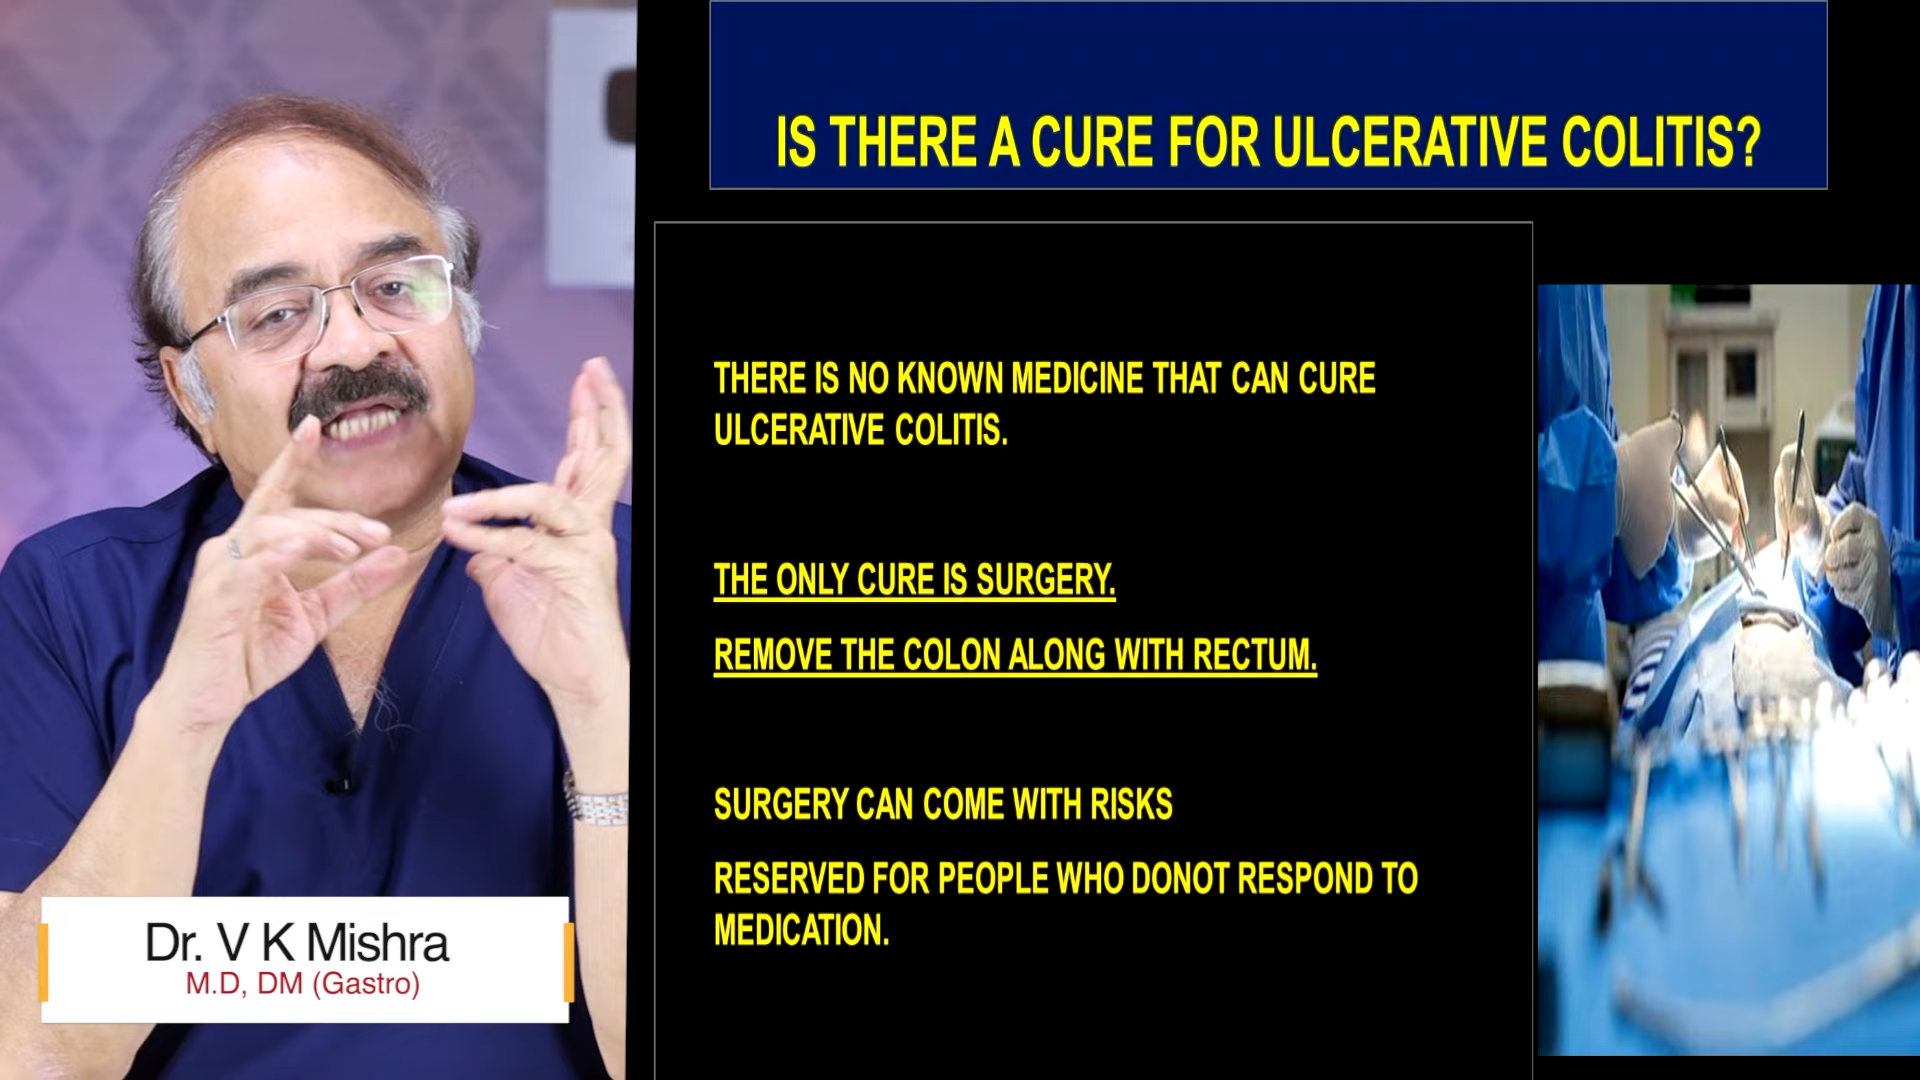 IS THERE A CURE FOR ULCERATIVE COLITIS?
THERE IS NO KNOWN MEDICINE THAT CAN CURE
ULCERATIVE COLITIS.
THE ONLY CURE IS SURGERY.
REMOVE THE COLON ALONG WITH RECTUM.
SURGERY CAN COME WITH RISKS
RESERVED FOR PEOPLE WHO DONOT RESPOND TO
MEDICATION.
Dr. V K Mishra
M.D, DM (Gastro)